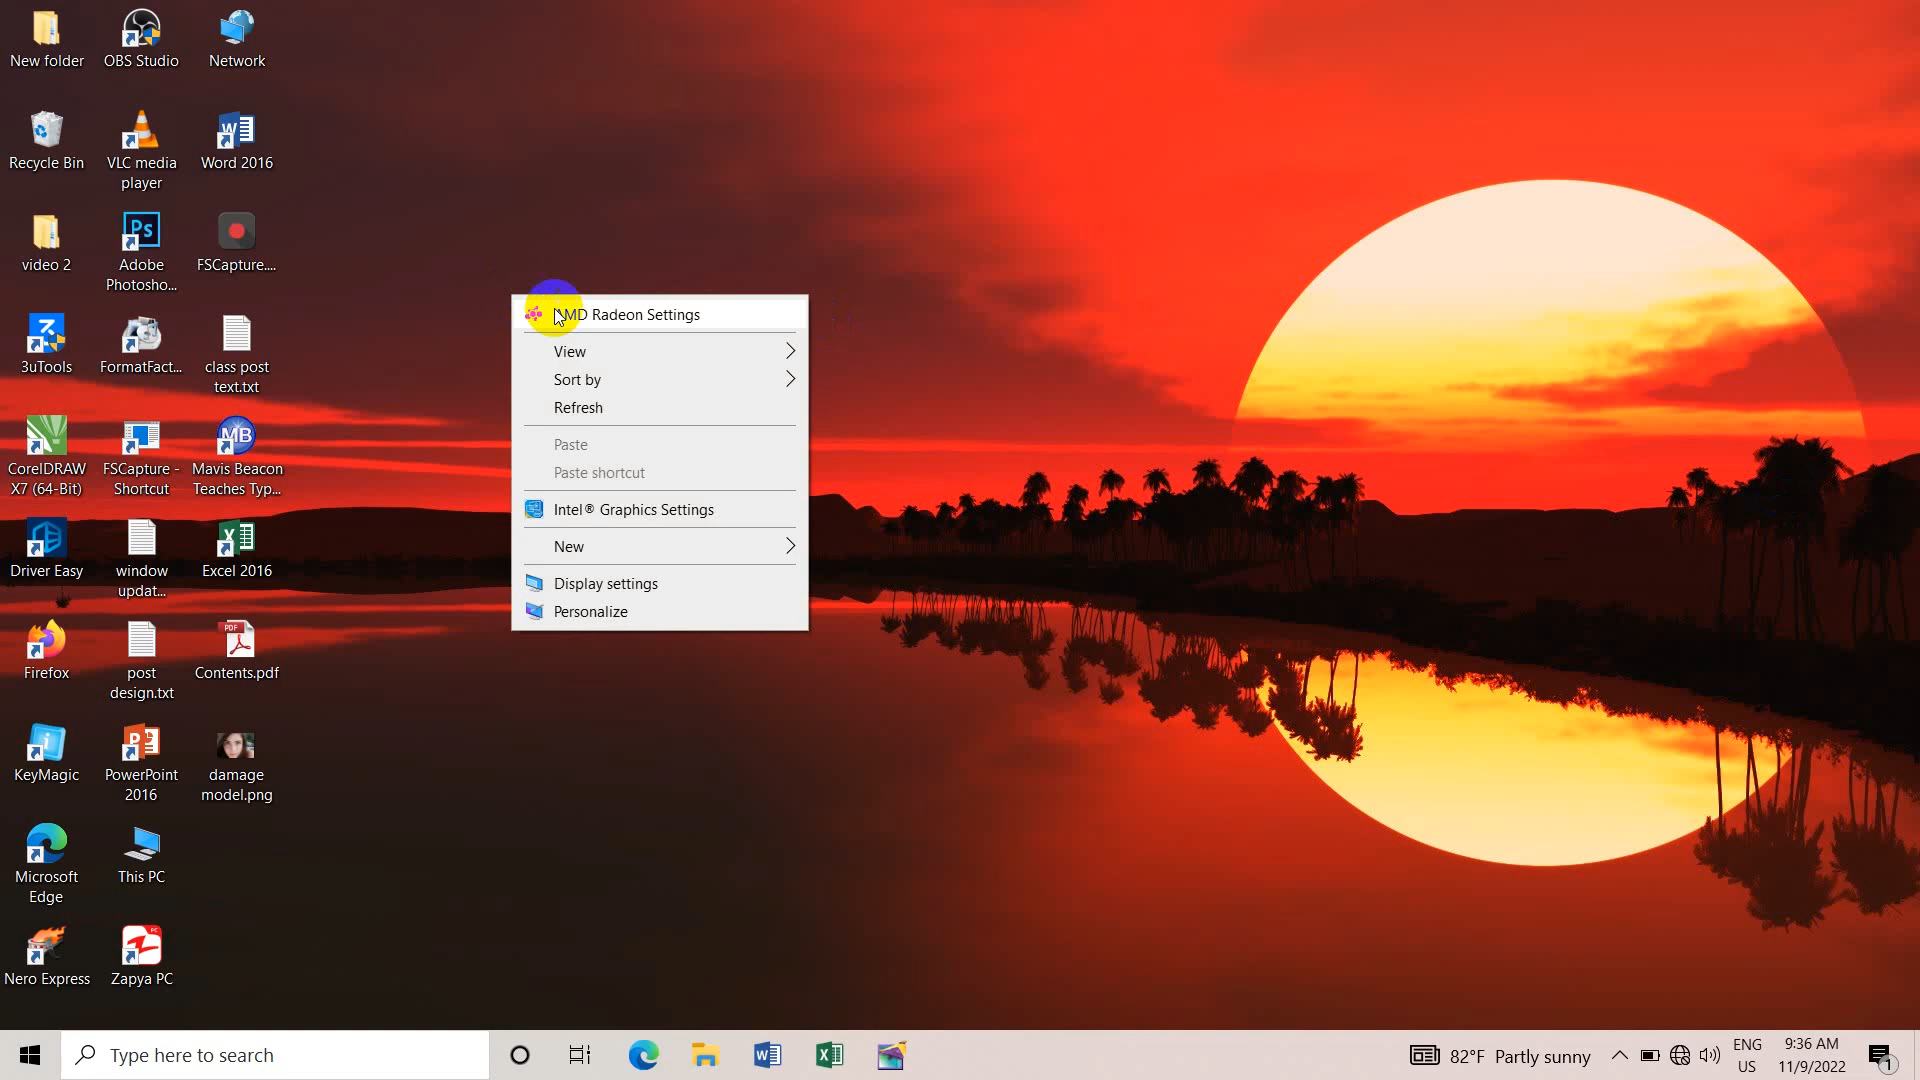 New folder
OBS Studio
Network
Recycle Bin
VLC media
player
Word 2016
video 2
Adobe
Photosho...
FSCapture....
3uTools
FormatFact...
class post
text.txt
CorelDRAW
X7 (64-Bit)
FSCapture -
Shortcut
Mavis Beacon
Teaches Typ...
Driver Easy
window
updat...
Excel 2016
Firefox
post
design.txt
Contents.pdf
KeyMagic
PowerPoint
2016
damage
model.png
Microsoft
Edge
This PC
Nero Express
Zapya PC
AMD Radeon Settings
View
Sort by
Refresh
Paste
Paste shortcut
Intel® Graphics Settings
New
Display settings
Personalize
Type here to search
82°F Partly sunny
ENG
US
9:36 AM
11/9/2022
1